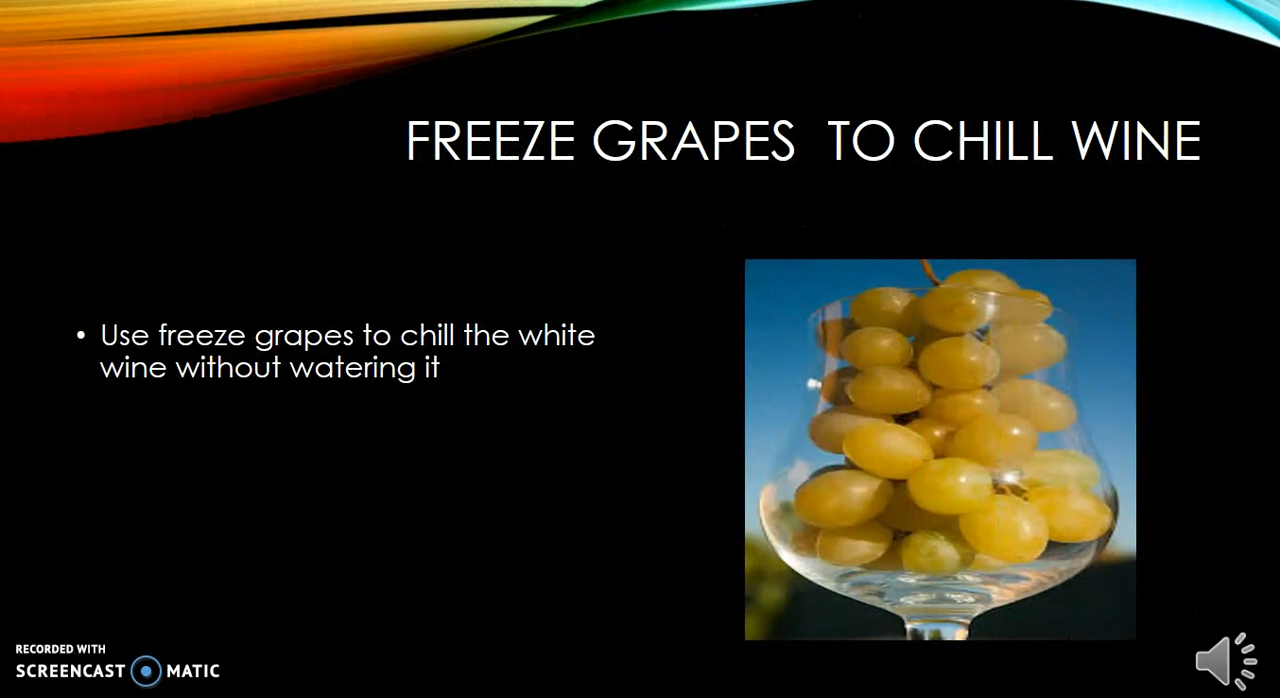 FREEZE GRAPES  TO CHILL WINE
• Use freeze grapes to chill the white
wine without watering it
RECORDED WITH
SCREENCAST MATIC